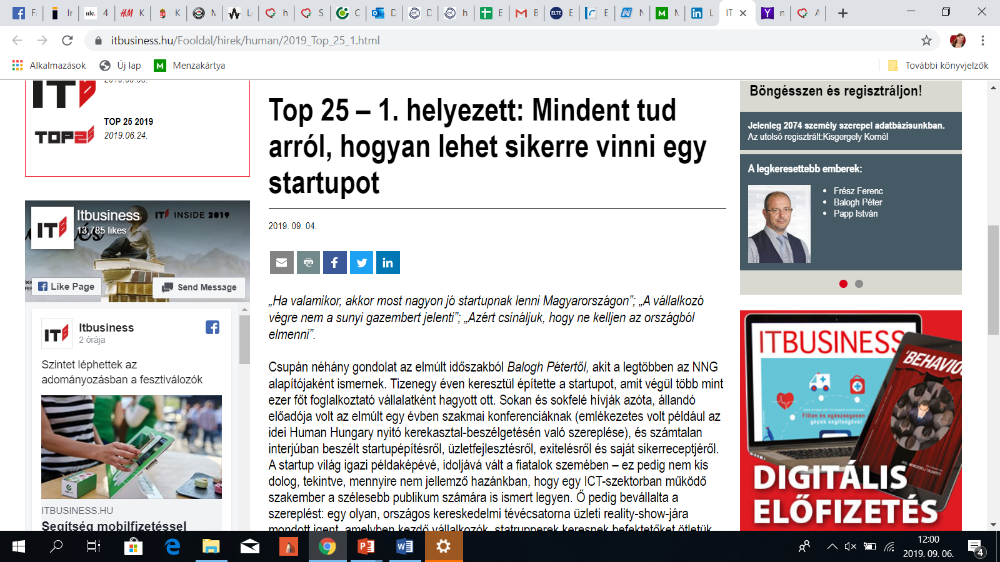 itbusiness.hu/Fooldal/hirek/human/2019_Top_25_1.html
Alkalmazások
Új lap
Menzakártya
További könyvjelzők
ITB
TOP 25 2019
2019.06.24.
TOP25
Itbusiness
13,785 likes
ITB INSIDE 2019
ITB
Like Page
Send Message
ITB
Itbusiness
2 órája
Szintet léphettek az
adományozásban a fesztiválozók
ITBUSINESS.HU
Segítség mobilfizetéssel
Top 25 – 1. helyezett: Mindent tud
arról, hogyan lehet sikerre vinni egy
startupot
2019. 09. 04.
„Ha valamikor, akkor most nagyon jó startupnak lenni Magyarországon”; „A vállalkozó
végre nem a sunyi gazembert jelenti”; „Azért csináljuk, hogy ne kelljen az országból
elmenni”.
Csupán néhány gondolat az elmúlt időszakból Balogh Pétertől, akit a legtöbben az NNG
alapítójaként ismernek. Tizenegy éven keresztül építette a startupot, amit végül több mint
ezer főt foglalkoztató vállalatként hagyott ott. Sokan és sokfelé hívják azóta, állandó
előadója volt az elmúlt egy évben szakmai konferenciáknak (emlékezetes volt például az
idei Human Hungary nyitó kerekasztal-beszélgetésén való szereplése), és számtalan
interjúban beszélt startupépítésről, üzletfejlesztésről, exitelésről és saját sikerreceptjéről.
A startup világ igazi példaképévé, idoljává vált a fiatalok szemében – ez pedig nem kis
dolog, tekintve, mennyire nem jellemző hazánkban, hogy egy ICT-szektorban működő
szakember a szélesebb publikum számára is ismert legyen. Ő pedig bevállalta a
szereplést: egy olyan, országos kereskedelmi tévécsatorna üzleti reality-show-jára
mondott igent, amelyben kezdő vállalkozók, statrupperek keresnek befektetőket ötletük
Böngésszen és regisztráljon!
Jelenleg 2074 személy szerepel adatbázisunkban.
Az utolsó regisztrált:Kisgergely Kornél
A legkeresettebb emberek:
Frész Ferenc
Balogh Péter
Papp István
ITBUSINESS
'BEHAVIO
Fitten és egészségesen
gépek segítségével
DIGITÁLIS
ELŐFIZETÉS
12:00
2019. 09. 06.
4